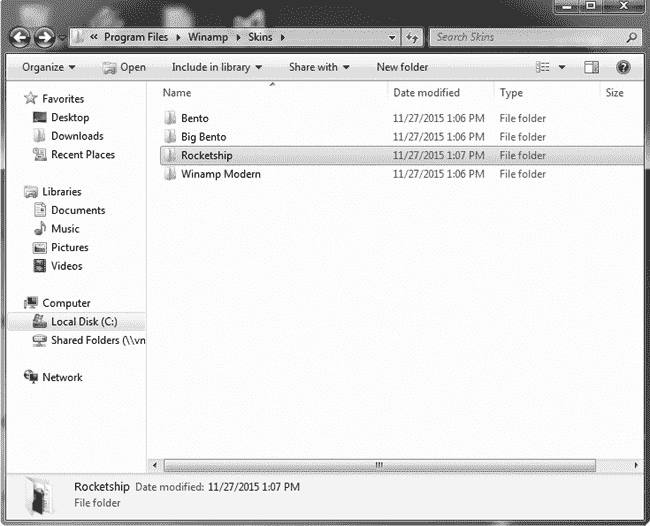 « Program Files Winamp Skins Search Skins
Organize Open Include in library Share with New folder
Name Date modified Type Size
Favorites
Desktop
Downloads
Recent Places
Libraries
Documents
Music
Pictures
Videos
Computer
Local Disk (C:)
Shared Folders (\\vn
Network
Bento 11/27/2015 1:06 PM File folder
Big Bento 11/27/2015 1:06 PM File folder
Rocketship 11/27/2015 1:07 PM File folder
Winamp Modern 11/27/2015 1:06 PM File folder
Rocketship Date modified: 11/27/2015 1:07 PM
File folder